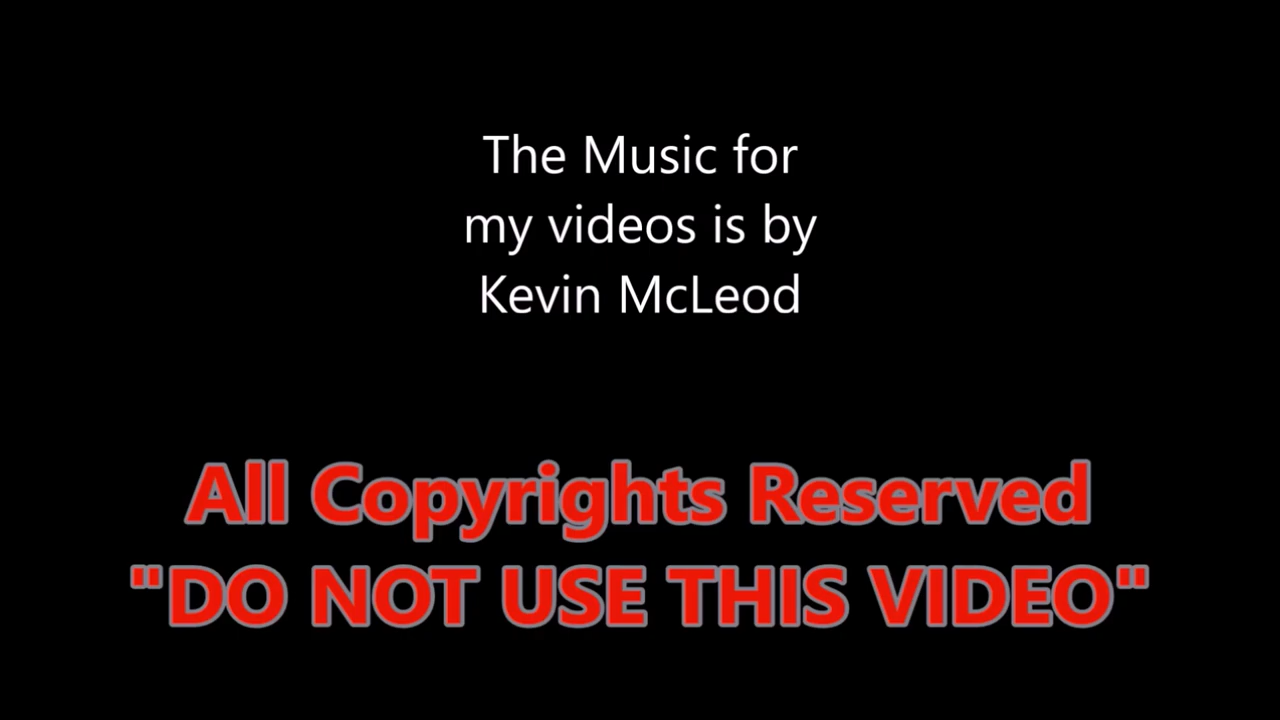 The Music for
my videos is by
Kevin McLeod
All Copyrights Reserved
"DO NOT USE THIS VIDEO"